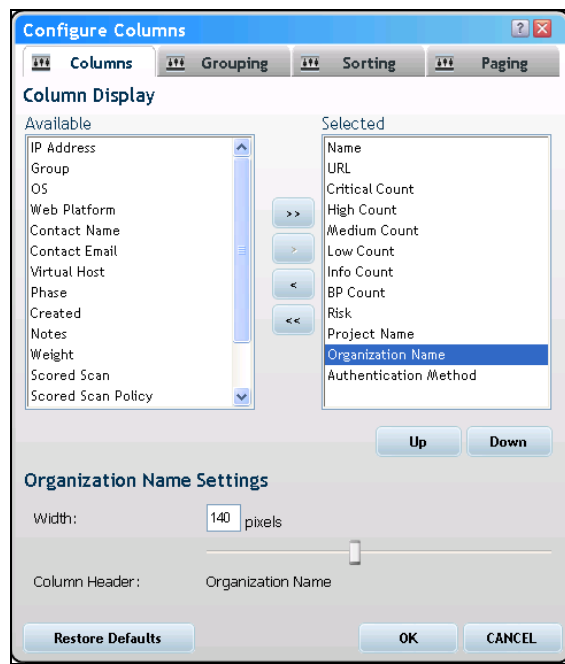 Configure Columns
?
Columns
Grouping
Sorting
Paging
Column Display
Available
Selected
IP Address
Group
OS
Web Platform
Contact Name
Contact Email
Virtual Host
Phase
Created
Notes
Weight
Scored Scan
Scored Scan Policy
>>
>
<
<<
Name
URL
Critical Count
High Count
Medium Count
Low Count
Info Count
BP Count
Risk
Project Name
Organization Name
Authentication Method
Up
Down
Organization Name Settings
Width: 140 pixels
Column Header: Organization Name
Restore Defaults
OK
CANCEL